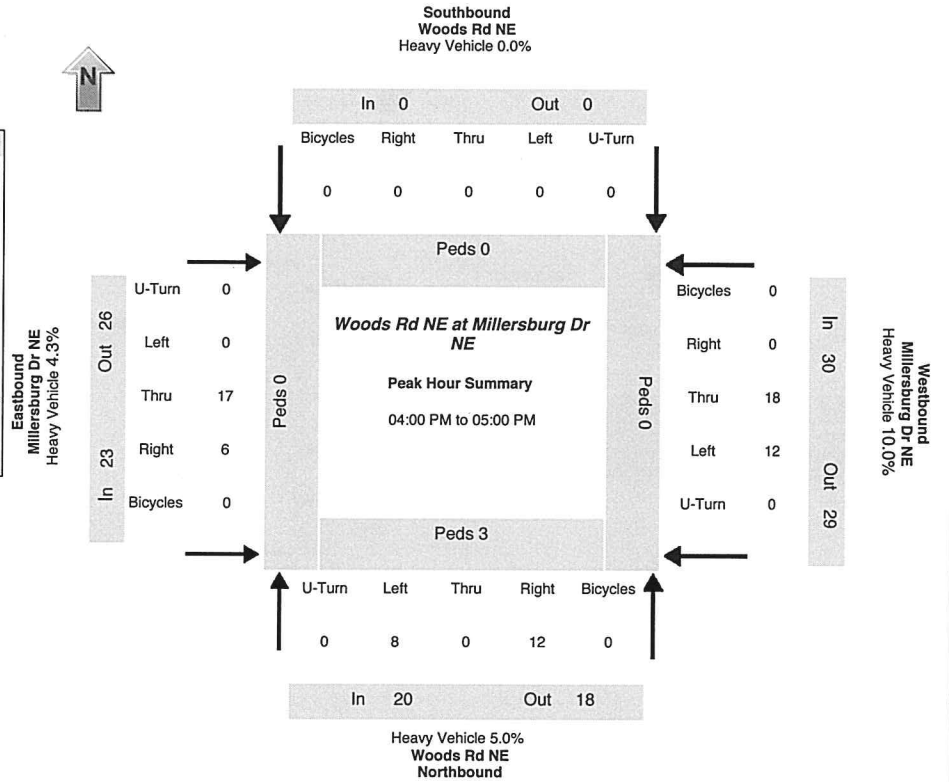 Southbound
Woods Rd NE
Heavy Vehicle 0.0%
N
In 0 Out 0
Bicycles Right Thru Left U-Turn
0 0 0 0 0
Peds 0
Eastbound
Millersburg Dr NE
Heavy Vehicle 4.3%
In 23 Out 26
U-Turn 0
Left 0
Thru 17
Right 6
Bicycles 0
Peds 0
Woods Rd NE at Millersburg Dr
NE
Peak Hour Summary
04:00 PM to 05:00 PM
Peds 0
Bicycles 0
Right 0
Thru 18
Left 12
U-Turn 0
In 30 Out 29
Westbound
Millersburg Dr NE
Heavy Vehicle 10.0%
Peds 3
U-Turn Left Thru Right Bicycles
0 8 0 12 0
In 20 Out 18
Heavy Vehicle 5.0%
Woods Rd NE
Northbound